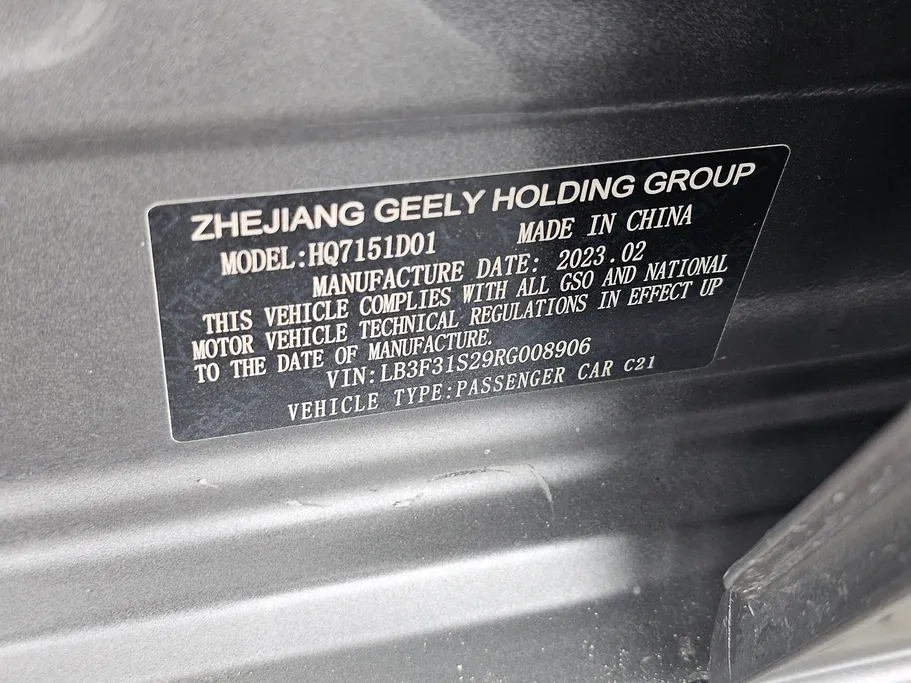 ZHEJIANG GEELY HOLDING GROUP
MODEL:HQ7151D01 MADE IN CHINA
MANUFACTURE DATE: 2023.02
THIS VEHICLE COMPLIES WITH ALL GSO AND NATIONAL
MOTOR VEHICLE TECHNICAL REGULATIONS IN EFFECT UP
TO THE DATE OF MANUFACTURE.
VIN:LB3F31S29RG008906
VEHICLE TYPE:PASSENGER CAR C21